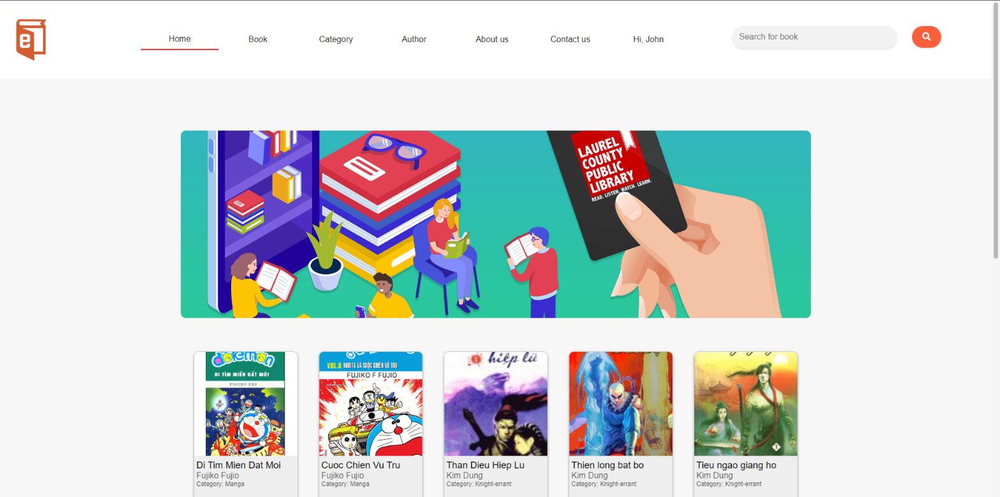 e
Home
Book
Category
Author
About us
Contact us
Hi, John
Search for book
LAUREL
COUNTY
PUBLIC
LIBRARY
READ. LISTEN. WATCH. LEARN.
ĐI TÌM MIỀN ĐẤT MỚI
FUJIKO-PRO
Di Tim Mien Dat Moi
Fujiko Fujio
Category: Manga
VOL.6 NOBITA VÀ CUỘC CHIẾN VŨ TRỤ
FUJIKO F FUJIO
Cuoc Chien Vu Tru
Fujiko Fujio
Category: Manga
1
hiệp lữ
Than Dieu Hiep Lu
Kim Dung
Category: Knight-errant
Thien long bat bo
Kim Dung
Category: Knight-errant
1
Tieu ngao giang ho
Kim Dung
Category: Knight-errant